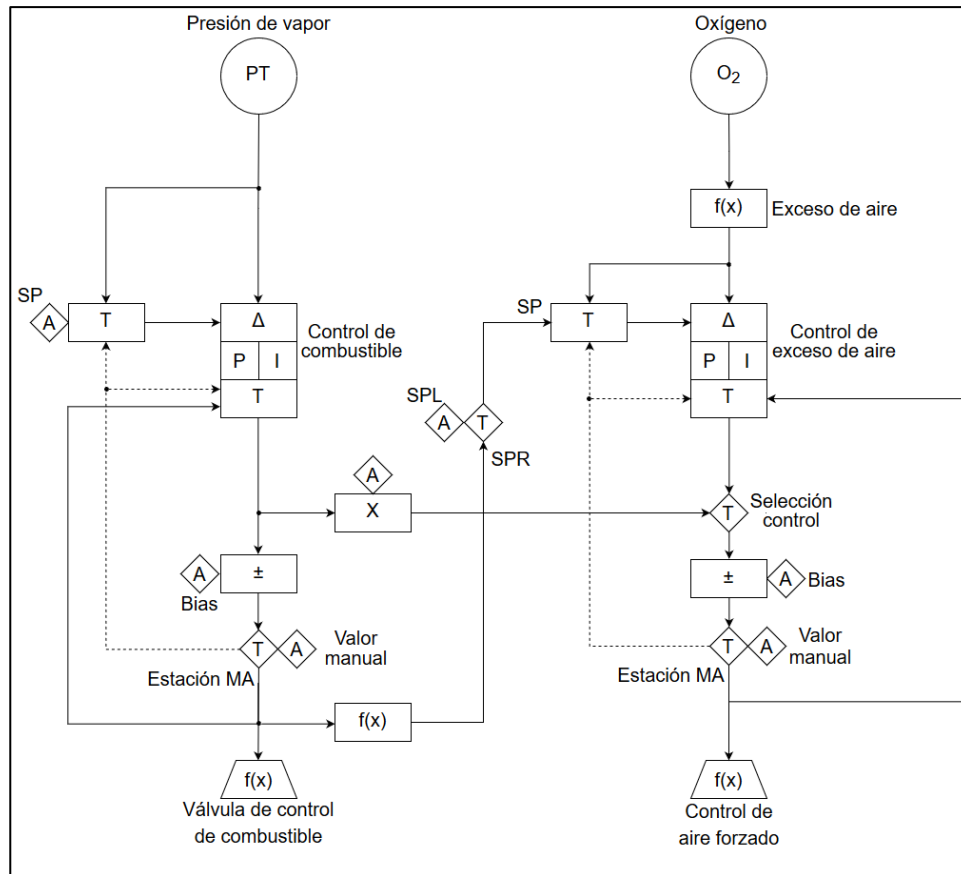 Presión de vapor
Oxígeno
PT
O₂
f(x)
Exceso de aire
SP
A
T
Δ
P
I
T
Control de
combustible
SP
T
Δ
P
I
T
Control de
exceso de aire
SPL
A
T
SPR
A
X
T
Selección
control
A
±
Bias
±
A
Bias
T
A
Valor
manual
Estación MA
T
A
Valor
manual
Estación MA
f(x)
f(x)
Válvula de control
de combustible
f(x)
Control de
aire forzado